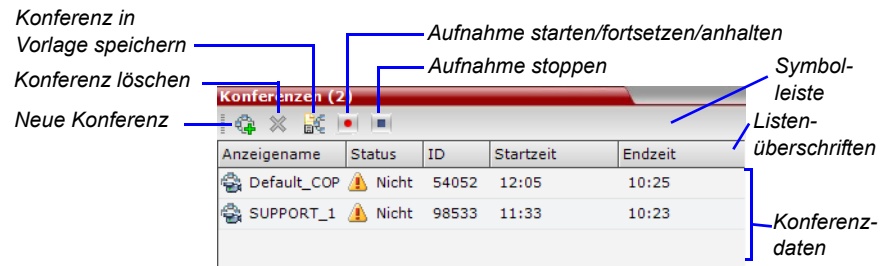 Konferenz in
Vorlage speichern
Aufnahme starten/fortsetzen/anhalten
Konferenz löschen
Aufnahme stoppen
Neue Konferenz
Symbol-
leiste
Listen-
überschriften
Konferenzen (2)
Anzeigename Status ID Startzeit Endzeit
Default_COP Nicht 54052 12:05 10:25
SUPPORT_1 Nicht 98533 11:33 10:23
Konferenz-
daten